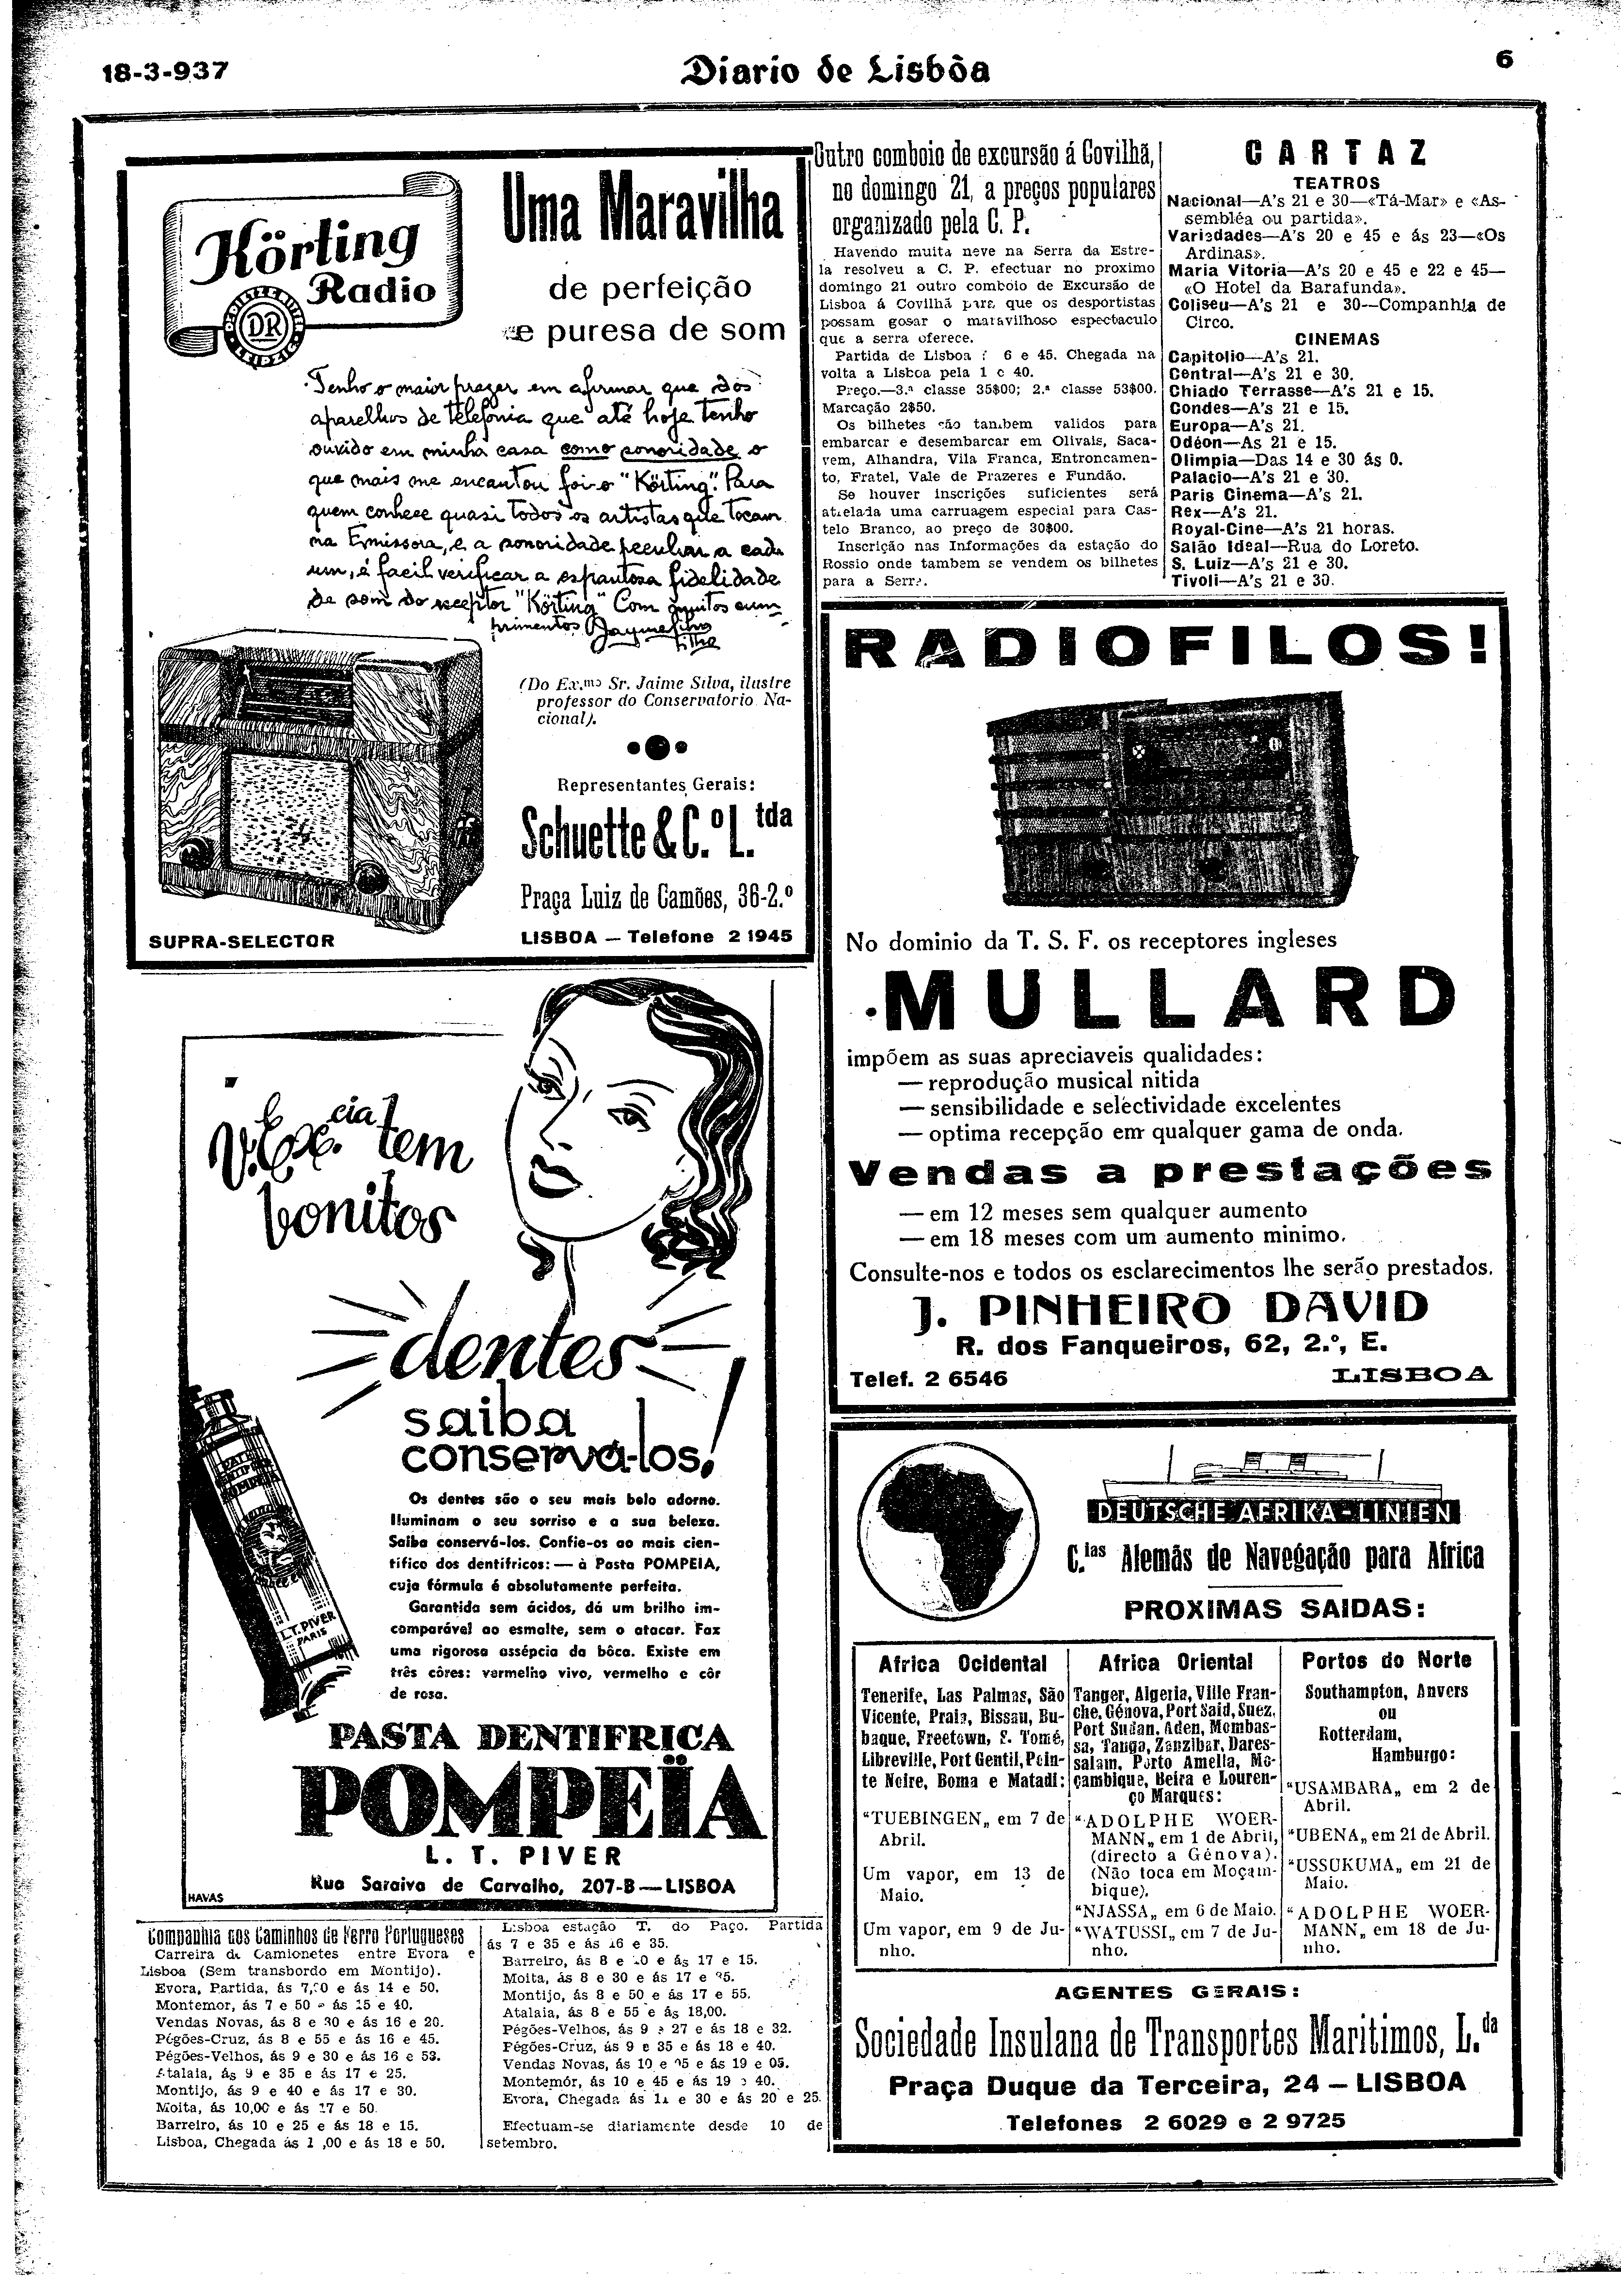 18-3-937
Diario de Lisbôa
6
Körting
Radio
DR
LEIPZIG
Uma Maravilha
de perfeição
e puresa de som
Tenho o maior prazer em afirmar que dos
aparelhos de telefonia que até hoje tenho
ouvido em minha casa como sonoridade o
que mais me encantou foi o "Körting". Para
quem conhece quasi todos os artistas que tocam
na Emissora, e a sonoridade peculiar a cada
um, é facil verificar a espantosa fidelidade
de som do receptor "Körting" Com muitos cum
primentos Jayme Silva
Filho
(Do Ex.mo Sr. Jaime Silva, ilustre
professor do Conservatorio Na-
cional).
Representantes Gerais:
Schuette & C.º L.tda
Praça Luiz de Camões, 36-2.º
SUPRA-SELECTOR
LISBOA — Telefone 2 1945
Outro comboio de excursão á Covilhã,
no domingo 21, a preços populares
organizado pela C. P.
Havendo muita neve na Serra da Estre-
la resolveu a C. P. efectuar no proximo
domingo 21 outro comboio de Excursão de
Lisboa á Covilhã para que os desportistas
possam gosar o maravilhoso espectaculo
que a serra oferece.
Partida de Lisboa : 6 e 45. Chegada na
volta a Lisboa pela 1 e 40.
Preço.—3.ª classe 35$00; 2.ª classe 53$00.
Marcação 2$50.
Os bilhetes são tambem validos para
embarcar e desembarcar em Olivais, Saca-
vem, Alhandra, Vila Franca, Entroncamen-
to, Fratel, Vale de Prazeres e Fundão.
Se houver inscrições suficientes será
atrelada uma carruagem especial para Cas-
telo Branco, ao preço de 30$00.
Inscrição nas Informações da estação do
Rossio onde tambem se vendem os bilhetes
para a Serra.
CARTAZ
TEATROS
Nacional—A's 21 e 30—«Tá-Mar» e «As-
sembléa ou partida».
Variedades—A's 20 e 45 e ás 23—«Os
Ardinas».
Maria Vitoria—A's 20 e 45 e 22 e 45—
«O Hotel da Barafunda».
Coliseu—A's 21 e 30—Companhia de
Circo.
CINEMAS
Capitolio—A's 21.
Central—A's 21 e 30.
Chiado Terrasse—A's 21 e 15.
Condes—A's 21 e 15.
Europa—A's 21.
Odéon—As 21 e 15.
Olimpia—Das 14 e 30 ás 0.
Palacio—A's 21 e 30.
Paris Cinema—A's 21.
Rex—A's 21.
Royal-Cine—A's 21 horas.
Salão Ideal—Rua do Loreto.
S. Luiz—A's 21 e 30.
Tivoli—A's 21 e 30.
RADIOFILOS!
No dominio da T. S. F. os receptores ingleses
MULLARD
impõem as suas apreciaveis qualidades:
— reprodução musical nitida
— sensibilidade e selectividade excelentes
— optima recepção em qualquer gama de onda.
Vendas a prestações
— em 12 meses sem qualquer aumento
— em 18 meses com um aumento minimo.
Consulte-nos e todos os esclarecimentos lhe serão prestados.
J. PINHEIRO DAVID
R. dos Fanqueiros, 62, 2.º, E.
Telef. 2 6546
LISBOA
V. Ex.cia tem
bonitos
dentes
saiba
conservá-los!
L.T. PIVER
PARIS
Os dentes são o seu mais belo adorno.
Iluminam o seu sorriso e a sua beleza.
Saiba conservá-los. Confie-os ao mais cien-
tífico dos dentífricos: — à Pasta POMPEIA,
cuja fórmula é absolutamente perfeita.
Garantida sem ácidos, dá um brilho in-
comparável ao esmalte, sem o atacar. Faz
uma rigorosa assépcia da bôca. Existe em
três côres: vermelho vivo, vermelho e côr
de rosa.
PASTA DENTIFRICA
POMPEÏA
L. T. PIVER
Rua Saraiva de Carvalho, 207-B — LISBOA
HAVAS
DEUTSCHE AFRIKA-LINIEN
C.ias Alemãs de Navegação para Africa
PROXIMAS SAIDAS:
Africa Ocidental
Tenerife, Las Palmas, São
Vicente, Praia, Bissau, Bu-
baque, Freetown, S. Tomé,
Libreville, Port Gentil, Poin-
te Noire, Boma e Matadi:
"TUEBINGEN„ em 7 de
Abril.
Um vapor, em 13 de
Maio.
Um vapor, em 9 de Ju-
nho.
Africa Oriental
Tanger, Algeria, Ville Fran-
che, Génova, Port Said, Suez,
Port Sudan, Aden, Mombas-
sa, Tanga, Zanzibar, Dares-
salam, Porto Amelia, Mo-
çambique, Beira e Louren-
ço Marques:
"ADOLPHE WOER-
MANN„ em 1 de Abril,
(directo a Génova).
(Não toca em Moçam-
bique).
"NJASSA„ em 6 de Maio.
"WATUSSI„ em 7 de Ju-
nho.
Portos do Norte
Southampton, Anvers
ou
Rotterdam,
Hamburgo:
"USAMBARA„ em 2 de
Abril.
"UBENA„ em 21 de Abril.
"USSUKUMA„ em 21 de
Maio.
"ADOLPHE WOER-
MANN„ em 18 de Ju-
nho.
AGENTES GERAIS:
Sociedade Insulana de Transportes Maritimos, L.da
Praça Duque da Terceira, 24 — LISBOA
Telefones 2 6029 e 2 9725
Companhia dos Caminhos de Ferro Portugueses
Carreira de Camionetes entre Evora e
Lisboa (Sem transbordo em Montijo).
Evora, Partida, ás e ás 14 e 50.
Montemor, ás 7 e 50 e ás 15 e 40.
Vendas Novas, ás 8 e 30 e ás 16 e 20.
Pégões-Cruz, ás 8 e 55 e ás 16 e 45.
Pégões-Velhos, ás 9 e 30 e ás 16 e 53.
Atalaia, ás 9 e 35 e ás 17 e 25.
Montijo, ás 9 e 40 e ás 17 e 30.
Moita, ás 10,00 e ás 17 e 50.
Barreiro, ás 10 e 25 e ás 18 e 15.
Lisboa, Chegada ás e ás 18 e 50.
Lisboa estação T. do Paço. Partida
ás 7 e 35 e ás 16 e 35.
Barreiro, ás 8 e e ás 17 e 15.
Moita, ás 8 e 30 e ás 17 e
Montijo, ás 8 e 50 e ás 17 e 55.
Atalaia, ás 8 e 55 e ás 18,00.
Pégões-Velhos, ás 9 e 27 e ás 18 e 32.
Pégões-Cruz, ás 9 e 35 e ás 18 e 40.
Vendas Novas, ás 10 e e ás 19 e 05.
Montemór, ás 10 e 45 e ás 19 e 40.
Evora, Chegada ás 11 e 30 e ás 20 e 25.
Efectuam-se diariamente desde 10 de
setembro.